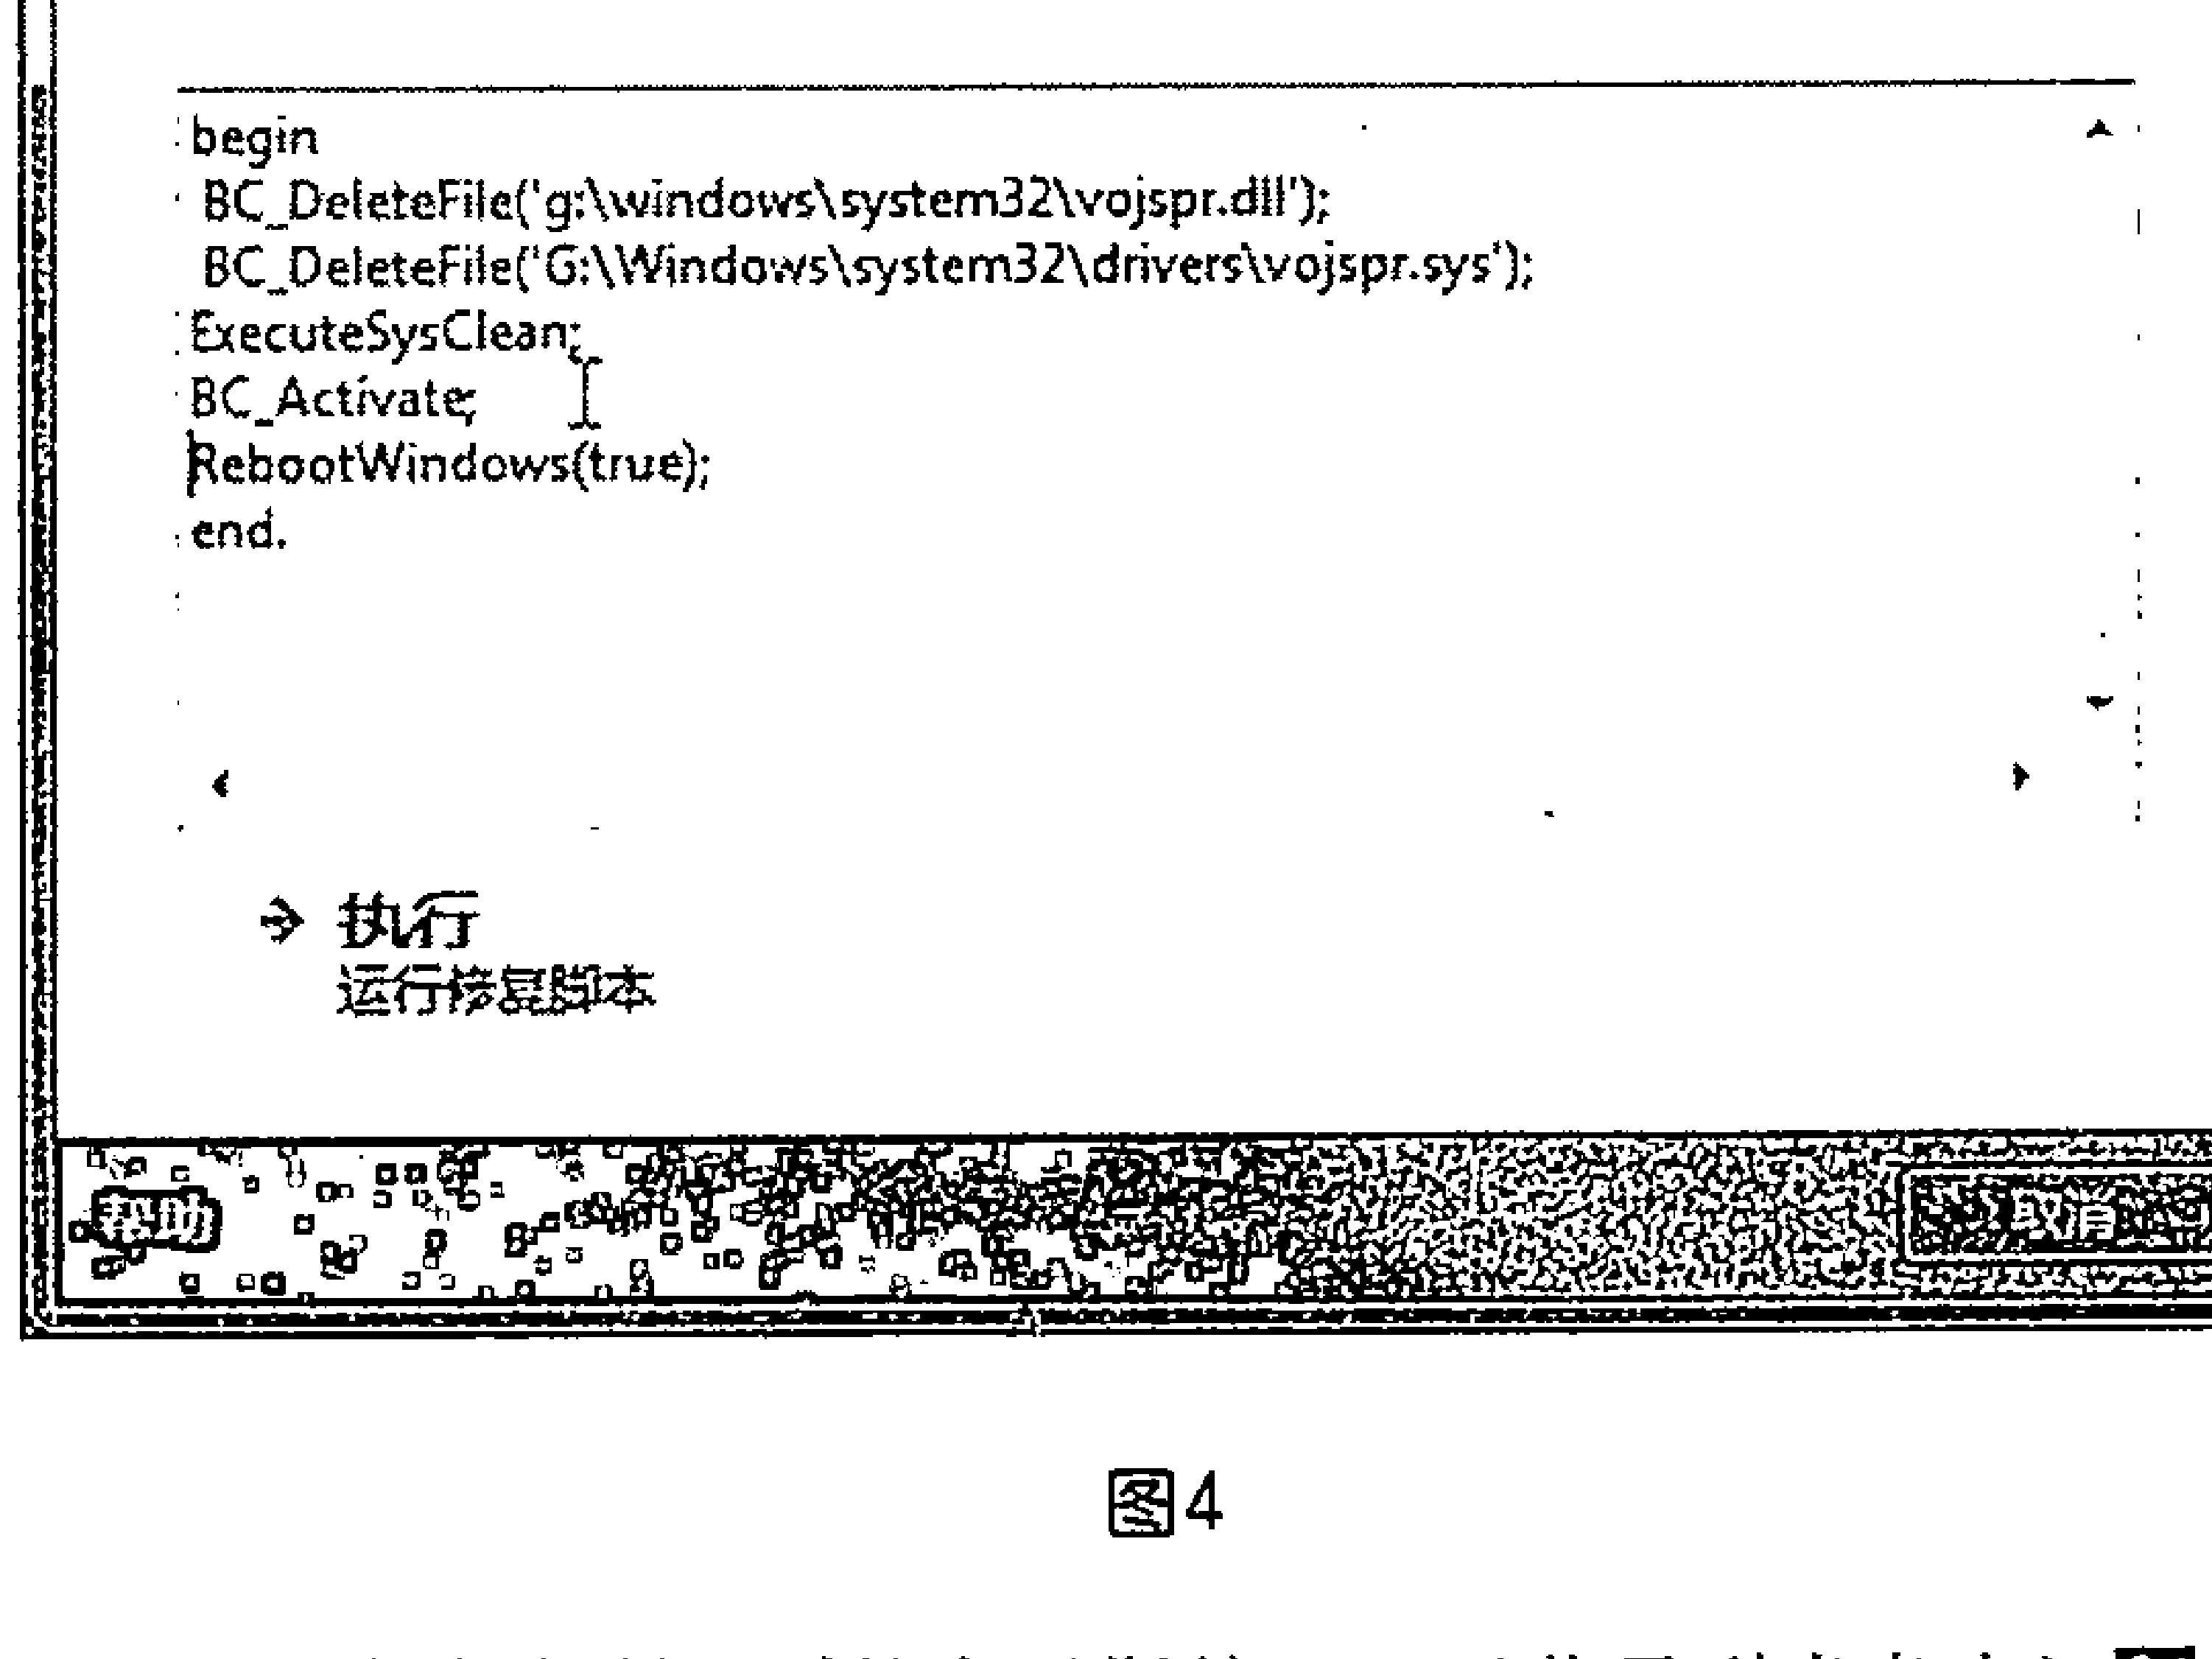 begin
BC_DeleteFile('g:\windows\system32\vojspr.dll');
BC_DeleteFile('G:\Windows\system32\drivers\vojspr.sys');
ExecuteSysClean;
BC_Activate;
RebootWindows(true);
end.
执行
运行修复脚本
帮助
取消
图4